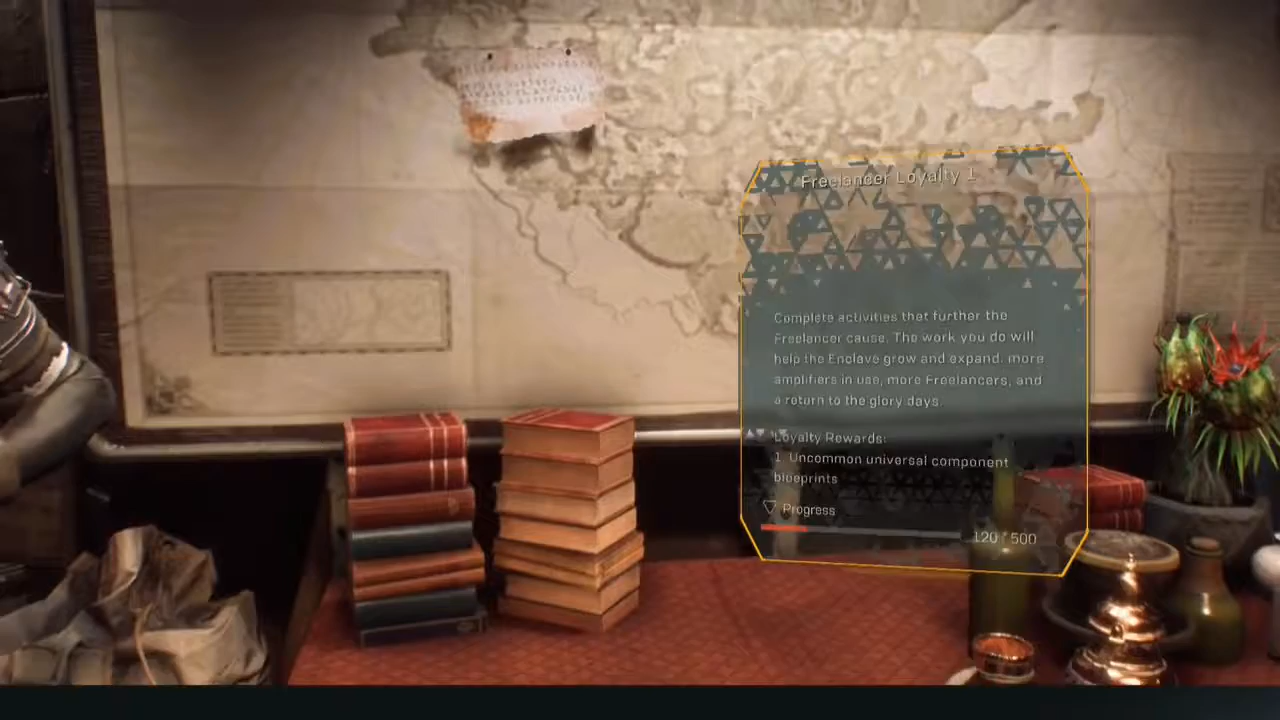 Freelancer Loyalty 1
Complete activities that further the
Freelancer cause. The work you do will
help the Enclave grow and expand. more
amplifiers in use, more Freelancers, and
a return to the glory days.
Loyalty Rewards:
1. Uncommon universal component
blueprints
Progress
120 / 500